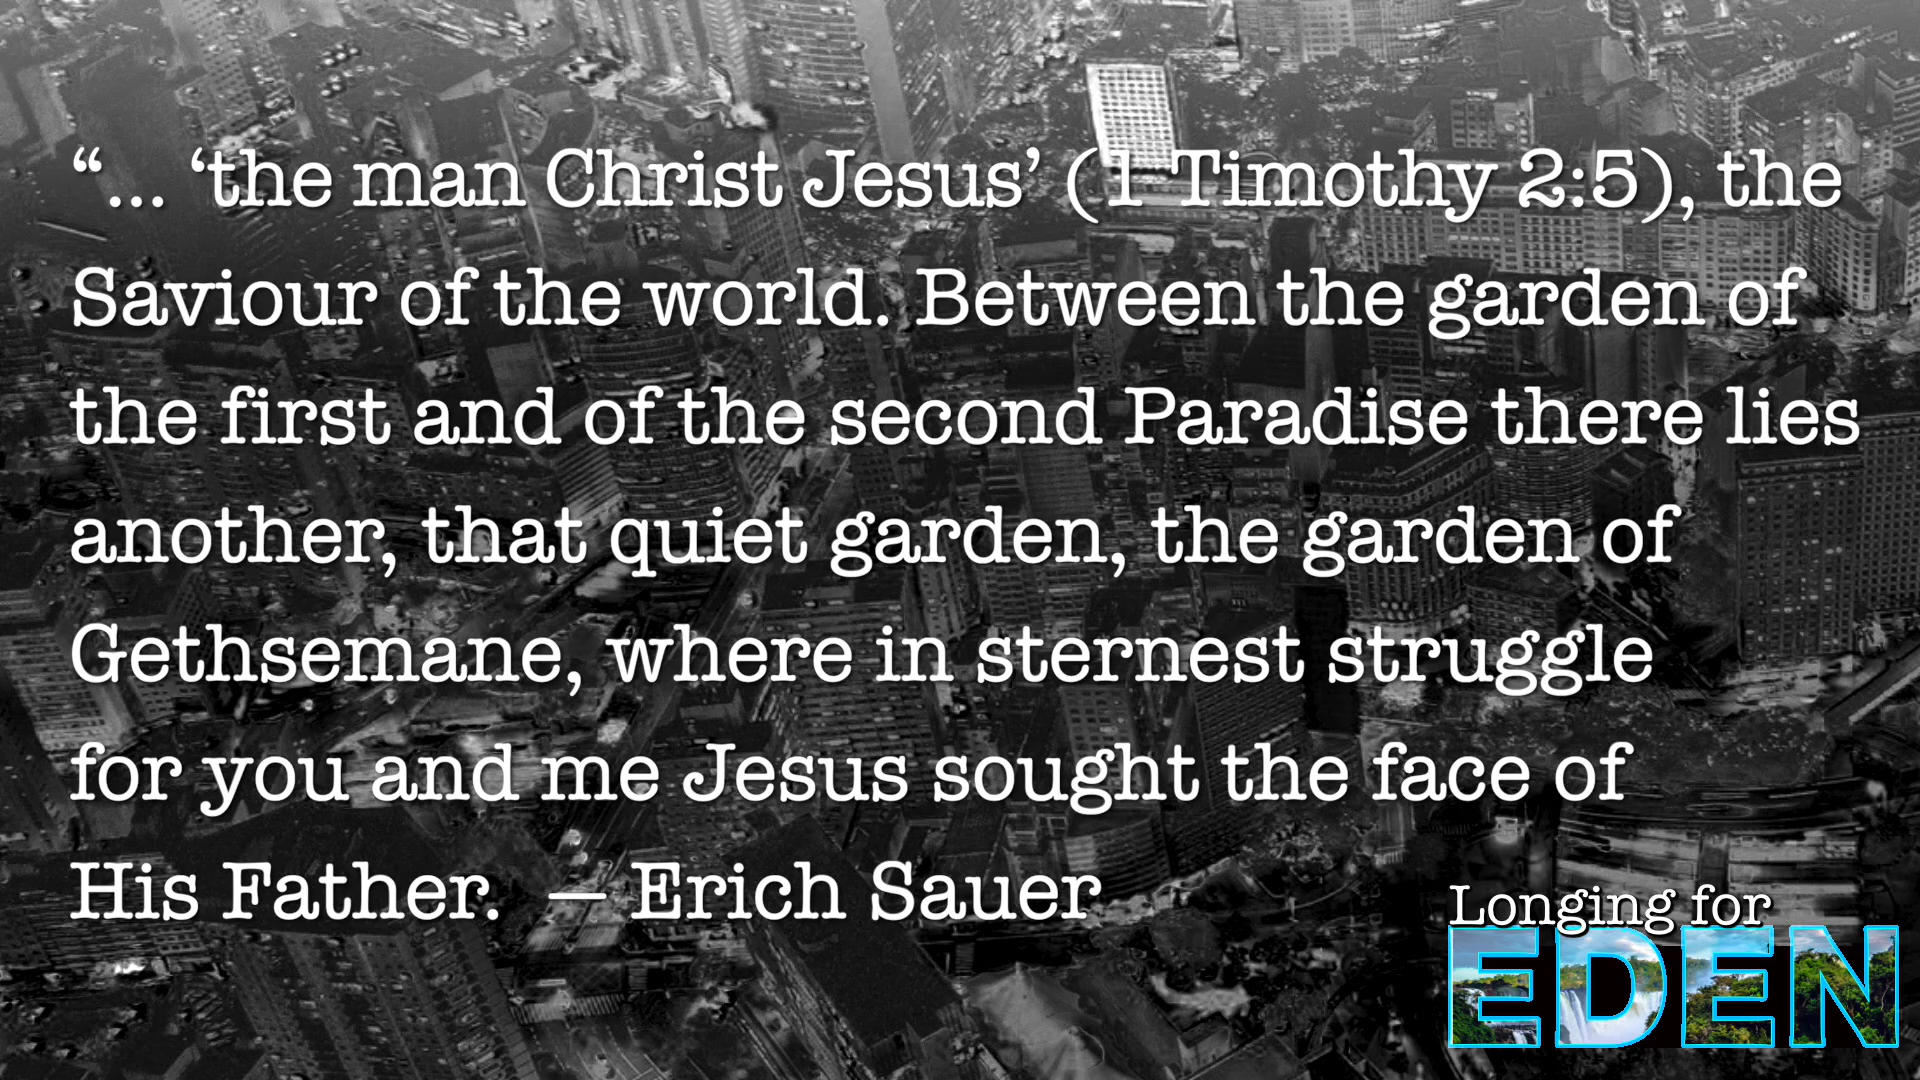 “... ‘the man Christ Jesus’ (1 Timothy 2:5), the
Saviour of the world. Between the garden of
the first and of the second Paradise there lies
another, that quiet garden, the garden of
Gethsemane, where in sternest struggle
for you and me Jesus sought the face of
His Father. — Erich Sauer
Longing for
EDEN